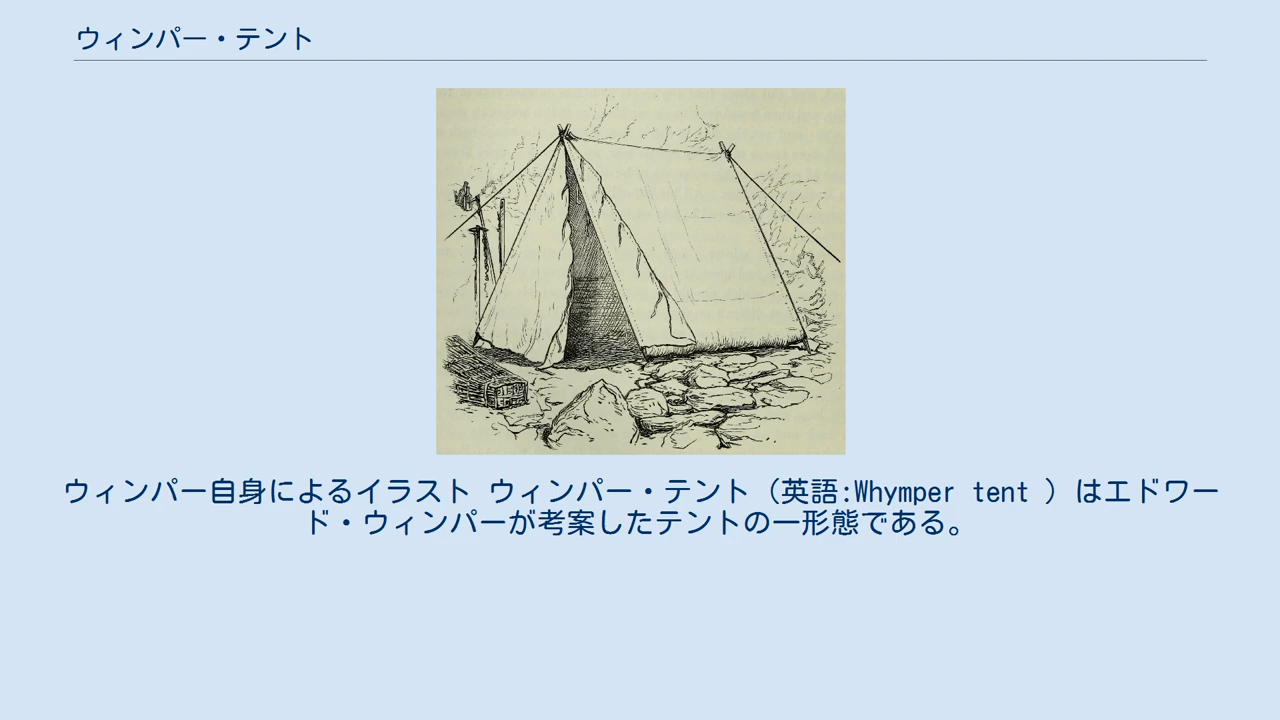 ウィンパー・テント
ウィンパー自身によるイラスト ウィンパー・テント（英語:Whymper tent ）はエドワー
ド・ウィンパーが考案したテントの一形態である。